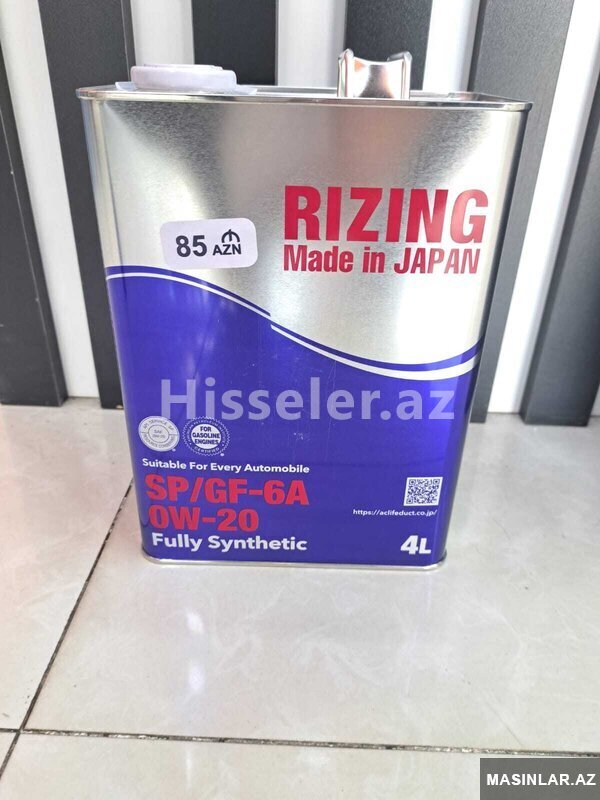 RIZING
Made in JAPAN
85 AZN ₼
Hisseler.az
FOR
GASOLINE
ENGINES
CERTIFIED
Suitable For Every Automobile
SP/GF-6A
0W-20
Fully Synthetic
https://aclifeduct.co.jp/
4L
MASINLAR.AZ